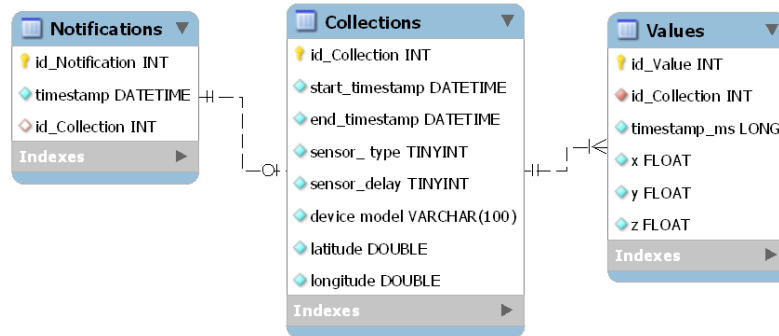 Notifications
id_Notification INT
timestamp DATETIME
id_Collection INT
Indexes
Collections
id_Collection INT
start_timestamp DATETIME
end_timestamp DATETIME
sensor_ type TINYINT
sensor_delay TINYINT
device model VARCHAR(100)
latitude DOUBLE
longitude DOUBLE
Indexes
Values
id_Value INT
id_Collection INT
timestamp_ms LONG
x FLOAT
y FLOAT
z FLOAT
Indexes